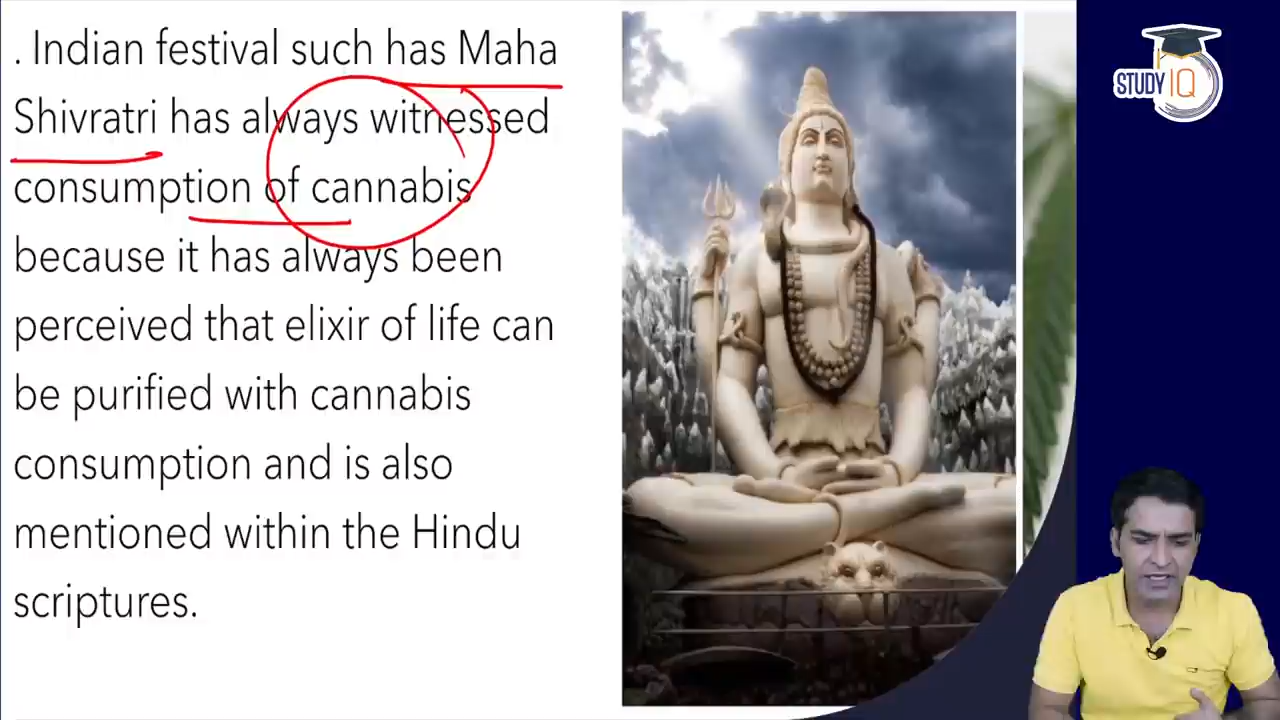 . Indian festival such has Maha
Shivratri has always witnessed
consumption of cannabis
because it has always been
perceived that elixir of life can
be purified with cannabis
consumption and is also
mentioned within the Hindu
scriptures.
STUDY IQ